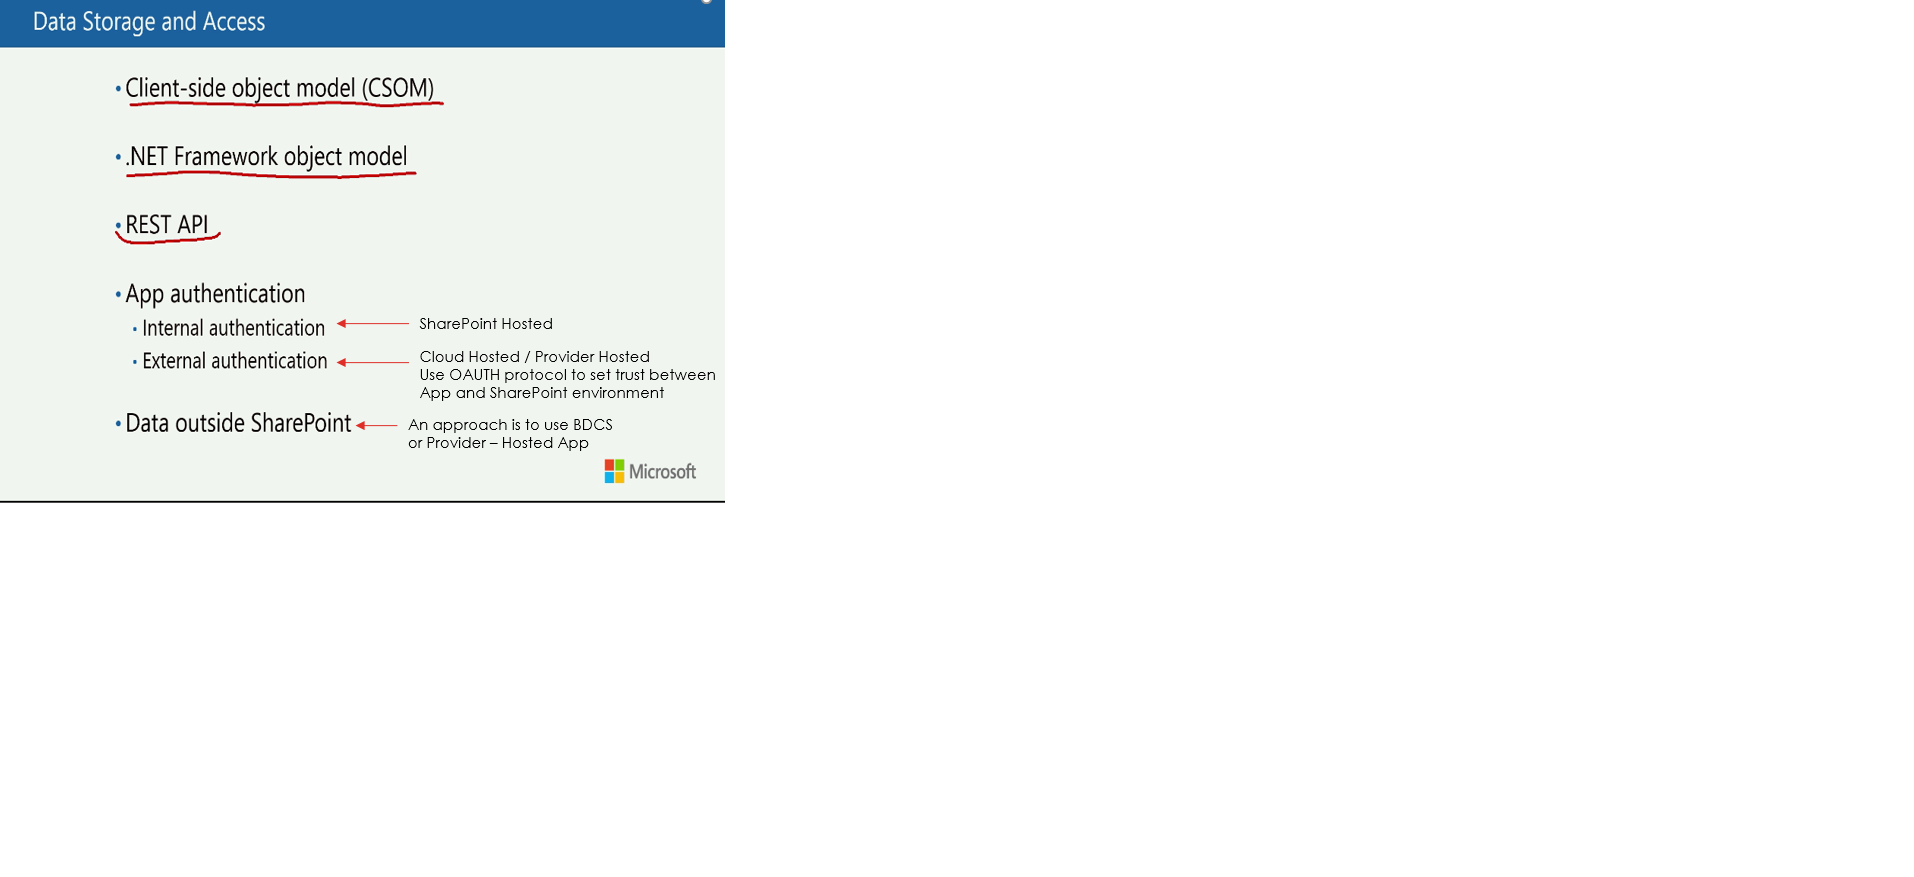 Data Storage and Access
• Client-side object model (CSOM)
• .NET Framework object model
• REST API
• App authentication
• Internal authentication
SharePoint Hosted
• External authentication
Cloud Hosted / Provider Hosted
Use OAUTH protocol to set trust between
App and SharePoint environment
• Data outside SharePoint
An approach is to use BDCS
or Provider – Hosted App
Microsoft